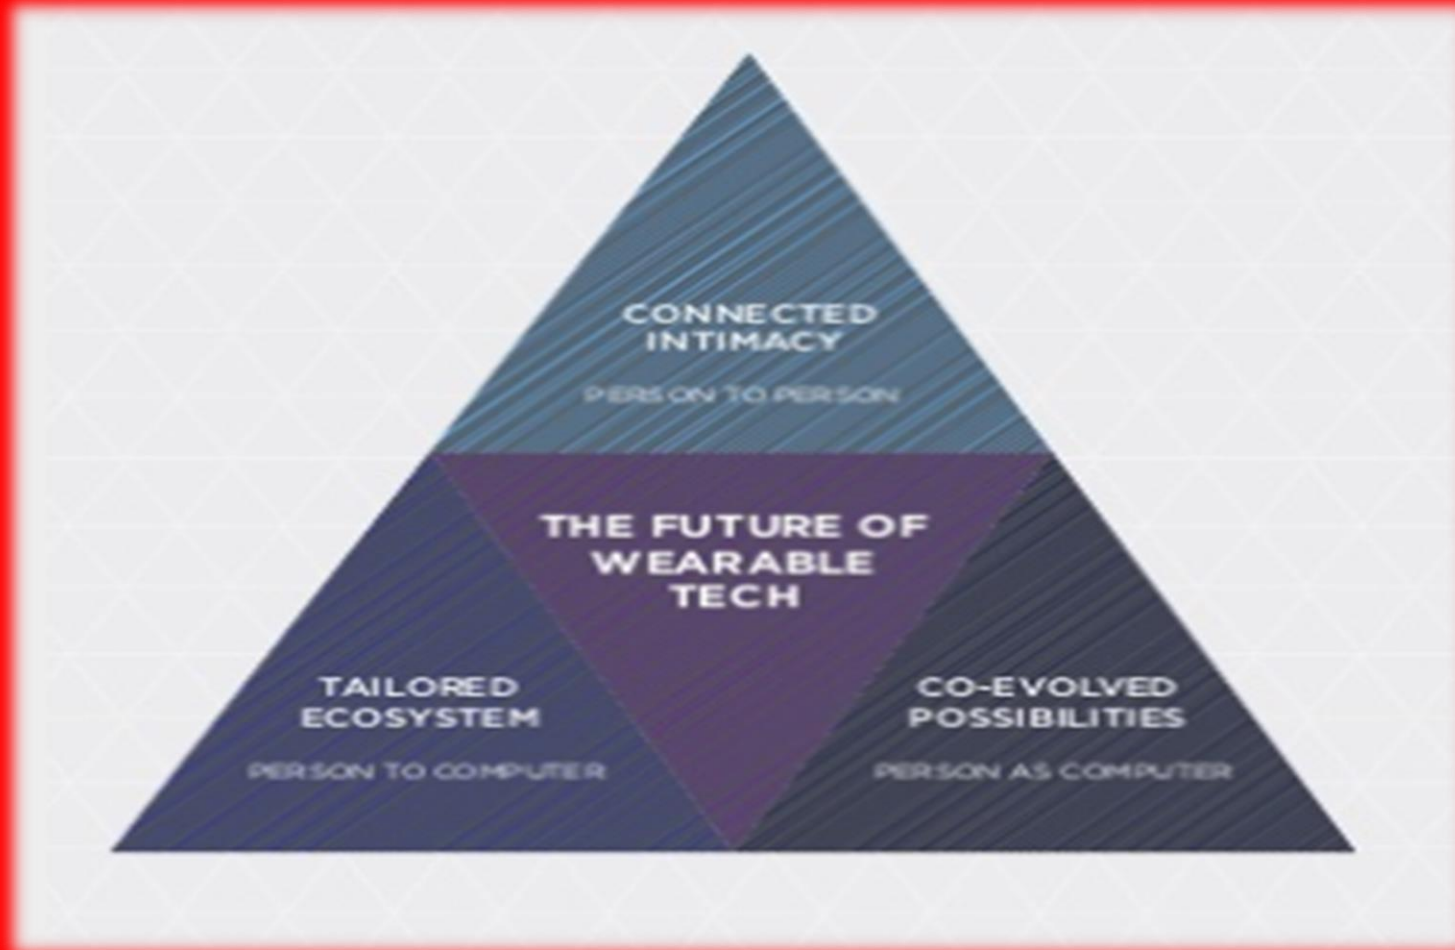 CONNECTED
INTIMACY
PERSON TO PERSON
THE FUTURE OF
WEARABLE
TECH
TAILORED
ECOSYSTEM
PERSON TO COMPUTER
CO-EVOLVED
POSSIBILITIES
PERSON AS COMPUTER